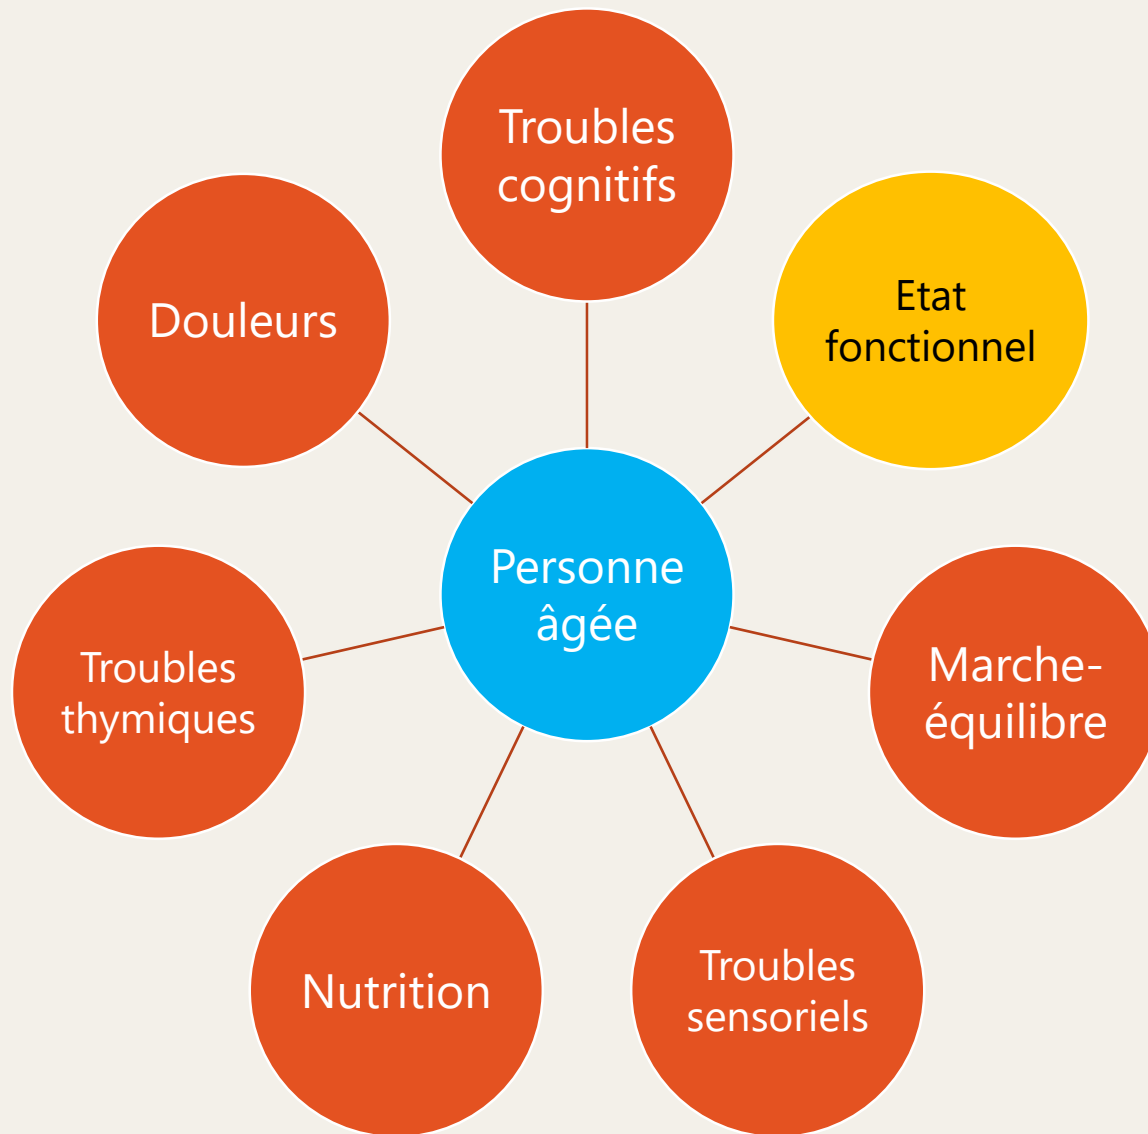 Troubles
cognitifs
Etat
fonctionnel
Douleurs
Personne
âgée
Marche-
équilibre
Troubles
thymiques
Troubles
sensoriels
Nutrition